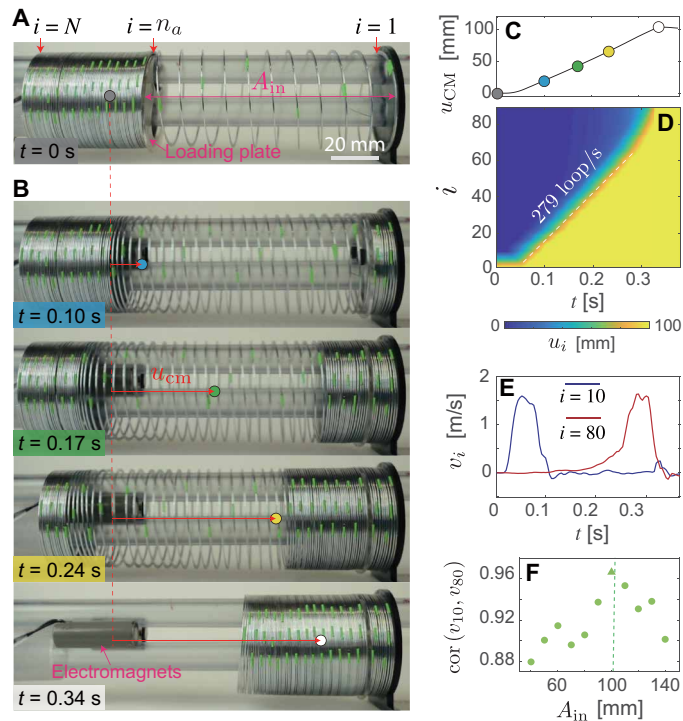 A
i = N
i = n_a
i = 1
A_in
Loading plate
20 mm
t = 0 s
B
t = 0.10 s
u_cm
t = 0.17 s
t = 0.24 s
Electromagnets
t = 0.34 s
C
u_CM [mm]
100
50
0
D
i
80
60
40
20
0
279 loop/s
0 0.1 0.2 0.3
t [s]
0 100
u_i [mm]
E
v_i [m/s]
2
1
0
i = 10
i = 80
0 0.1 0.2 0.3
t [s]
F
cor (v_10, v_80)
0.96
0.92
0.88
60 100 140
A_in [mm]